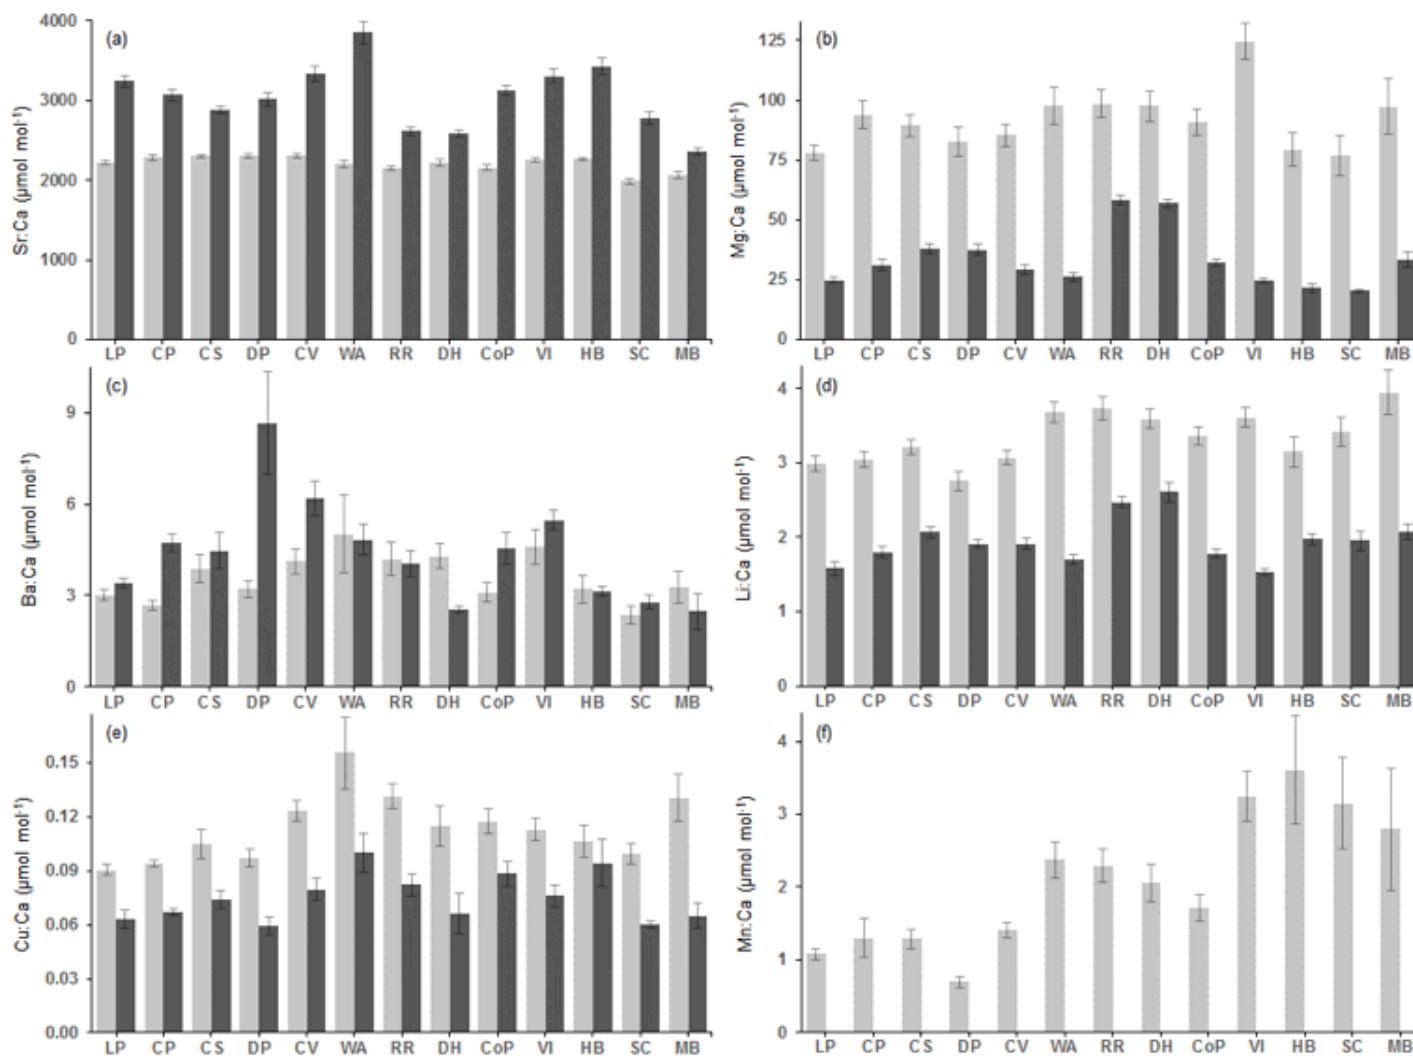 (a)
Sr:Ca (µmol mol-1)
4000
3000
2000
1000
0
LP CP CS DP CV WA RR DH CoP VI HB SC MB
(b)
Mg:Ca (µmol mol-1)
125
100
75
50
25
0
LP CP CS DP CV WA RR DH CoP VI HB SC MB
(c)
Ba:Ca (µmol mol-1)
9
6
3
0
LP CP CS DP CV WA RR DH CoP VI HB SC MB
(d)
Li:Ca (µmol mol-1)
4
3
2
1
0
LP CP CS DP CV WA RR DH CoP VI HB SC MB
(e)
Cu:Ca (µmol mol-1)
0.15
0.12
0.09
0.06
0.03
0.00
LP CP CS DP CV WA RR DH CoP VI HB SC MB
(f)
Mn:Ca (µmol mol-1)
4
3
2
1
0
LP CP CS DP CV WA RR DH CoP VI HB SC MB